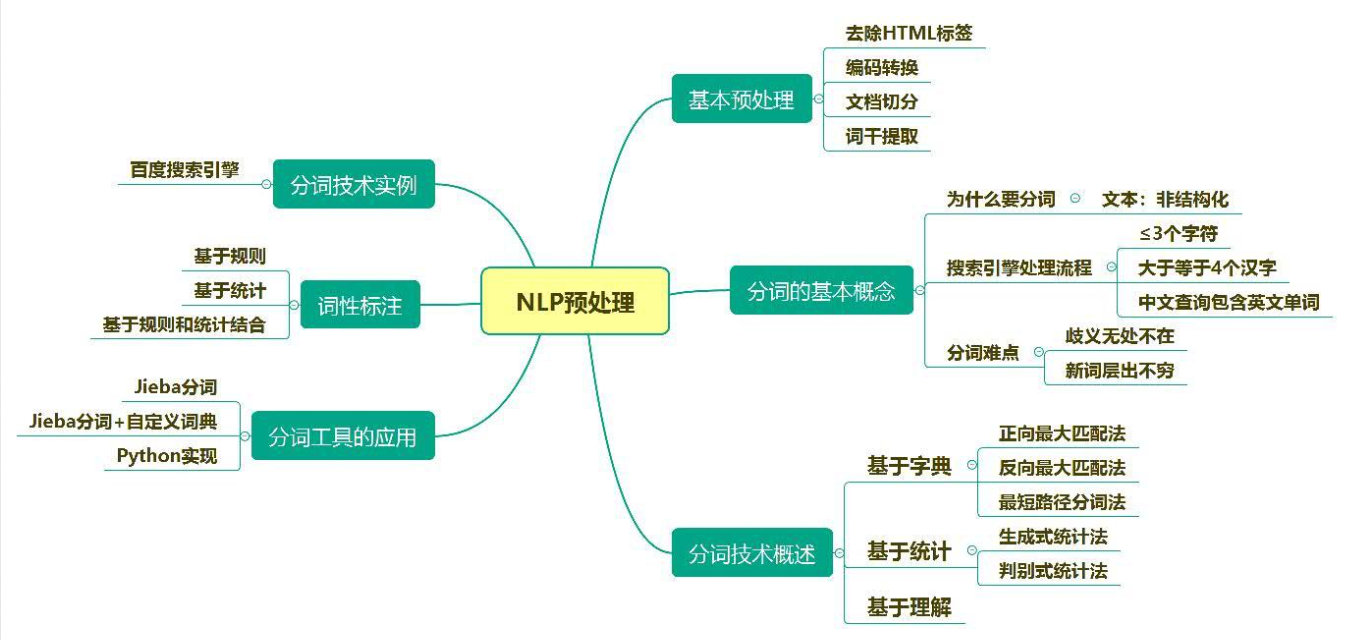 NLP预处理
基本预处理
去除HTML标签
编码转换
文档切分
词干提取
分词的基本概念
为什么要分词
文本：非结构化
搜索引擎处理流程
≤3个字符
大于等于4个汉字
中文查询包含英文单词
分词难点
歧义无处不在
新词层出不穷
分词技术概述
基于字典
正向最大匹配法
反向最大匹配法
最短路径分词法
基于统计
生成式统计法
判别式统计法
基于理解
分词技术实例
百度搜索引擎
词性标注
基于规则
基于统计
基于规则和统计结合
分词工具的应用
Jieba分词
Jieba分词+自定义词典
Python实现